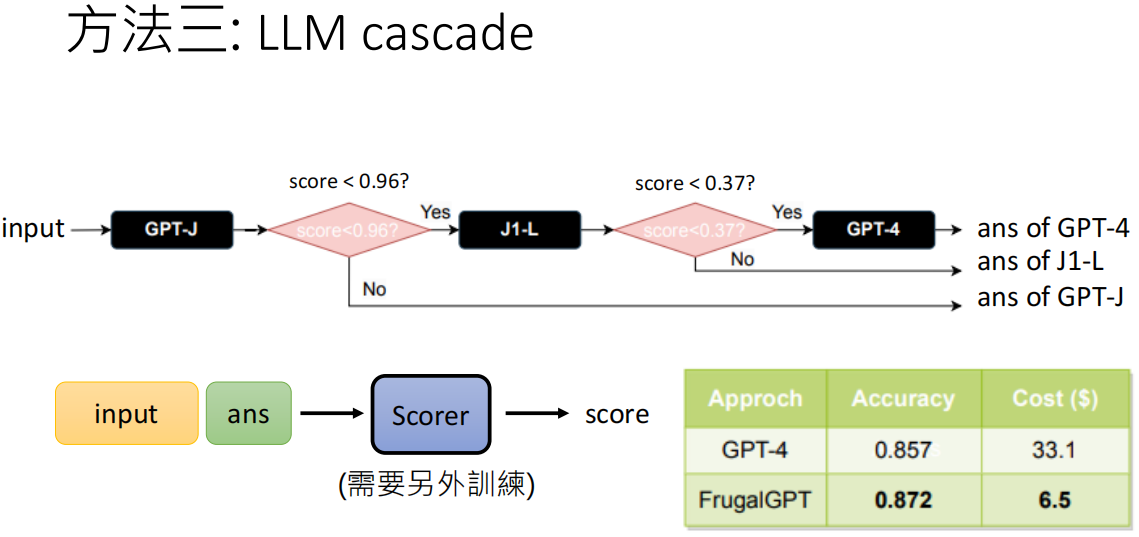 方法三: LLM cascade
score < 0.96?
score < 0.37?
input
GPT-J
score<0.96?
Yes
J1-L
score<0.37?
Yes
GPT-4
ans of GPT-4
No
ans of J1-L
No
ans of GPT-J
input
ans
Scorer
score
(需要另外訓練)
Approch Accuracy Cost ($)
GPT-4 0.857 33.1
FrugalGPT 0.872 6.5